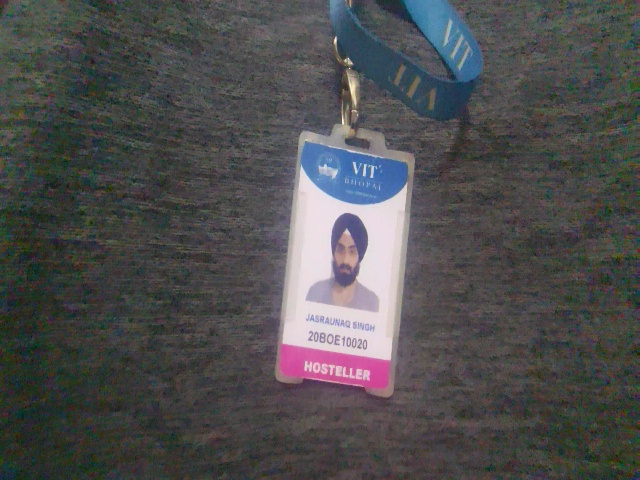 VIT
VIT
VIT
BHOPAL
JASRAUNAQ SINGH
20BOE10020
HOSTELLER